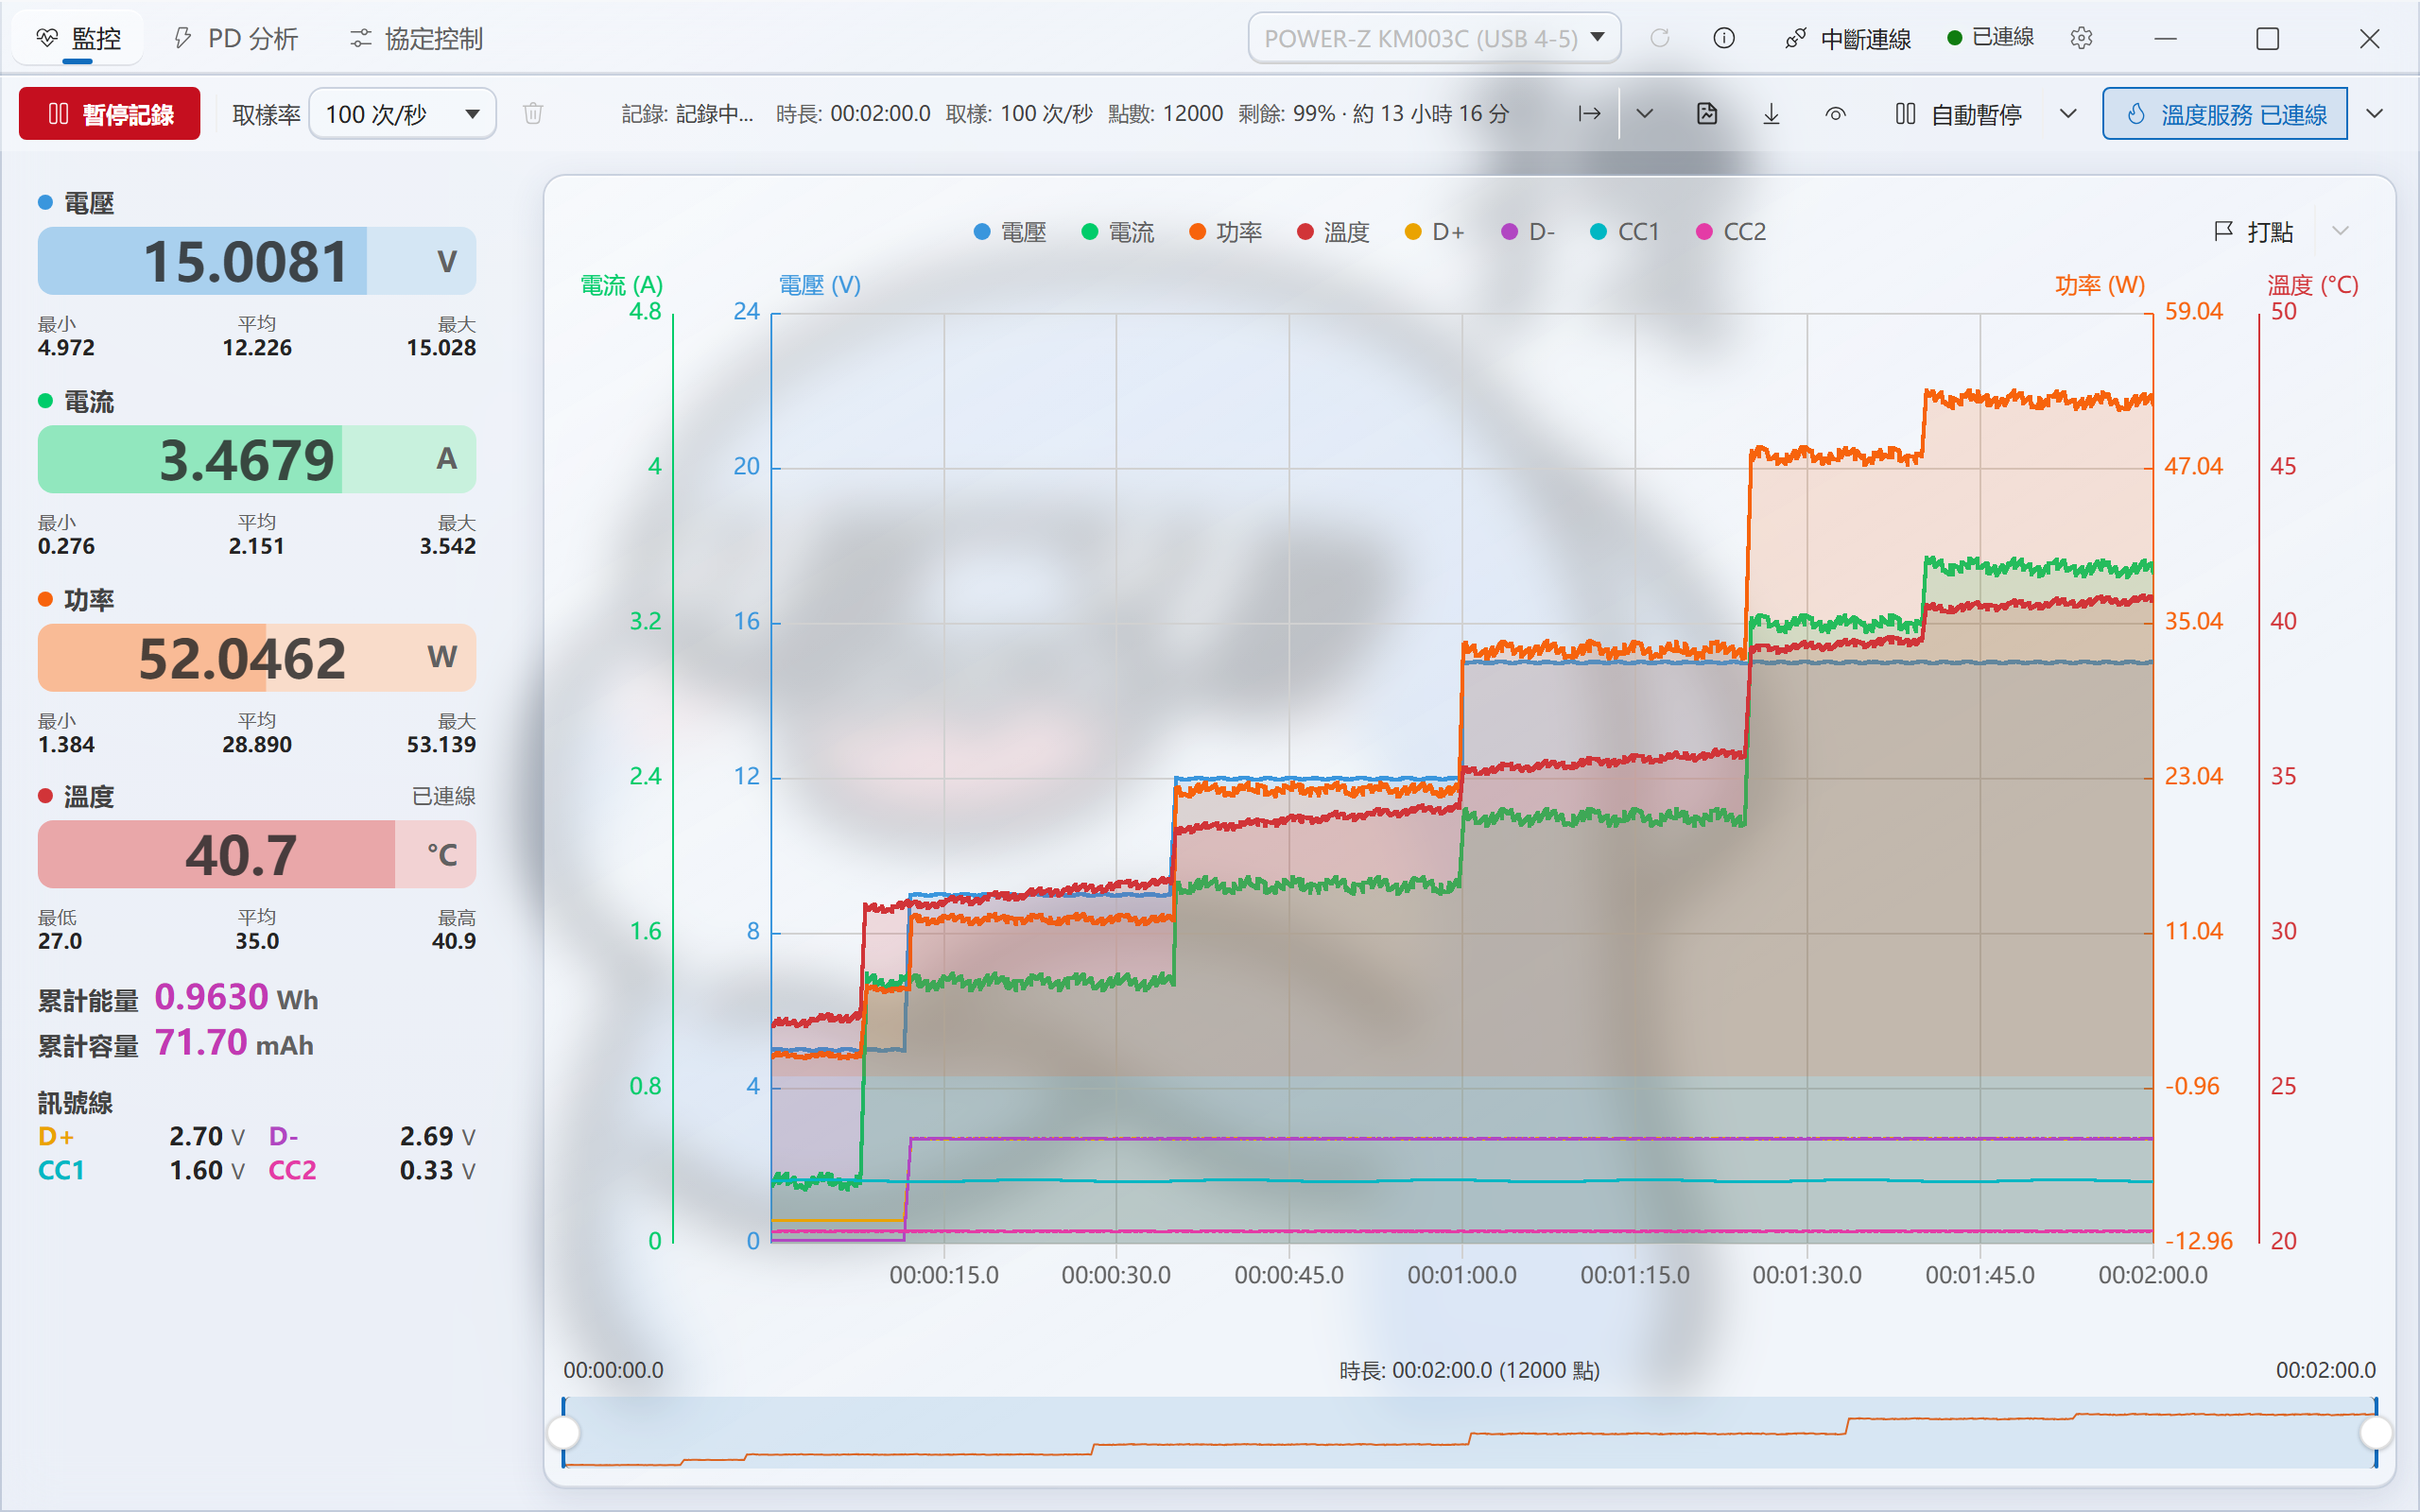 監控
PD 分析
協定控制
POWER-Z KM003C (USB 4-5)
中斷連線
已連線
暫停記錄
取樣率
100 次/秒
記錄: 記錄中... 時長: 00:02:00.0 取樣: 100 次/秒 點數: 12000 剩餘: 99% · 約 13 小時 16 分
自動暫停
溫度服務 已連線
電壓
15.0081 V
最小 平均 最大
4.972 12.226 15.028
電流
3.4679 A
最小 平均 最大
0.276 2.151 3.542
功率
52.0462 W
最小 平均 最大
1.384 28.890 53.139
溫度 已連線
40.7 °C
最低 平均 最高
27.0 35.0 40.9
累計能量 0.9630 Wh
累計容量 71.70 mAh
訊號線
D+ 2.70 V D- 2.69 V
CC1 1.60 V CC2 0.33 V
電壓 電流 功率 溫度 D+ D- CC1 CC2
打點
電流 (A) 電壓 (V) 功率 (W) 溫度 (°C)
4.8 24 59.04 50
4 20 47.04 45
3.2 16 35.04 40
2.4 12 23.04 35
1.6 8 11.04 30
0.8 4 -0.96 25
0 0 -12.96 20
00:00:15.0 00:00:30.0 00:00:45.0 00:01:00.0 00:01:15.0 00:01:30.0 00:01:45.0 00:02:00.0
00:00:00.0 時長: 00:02:00.0 (12000 點) 00:02:00.0